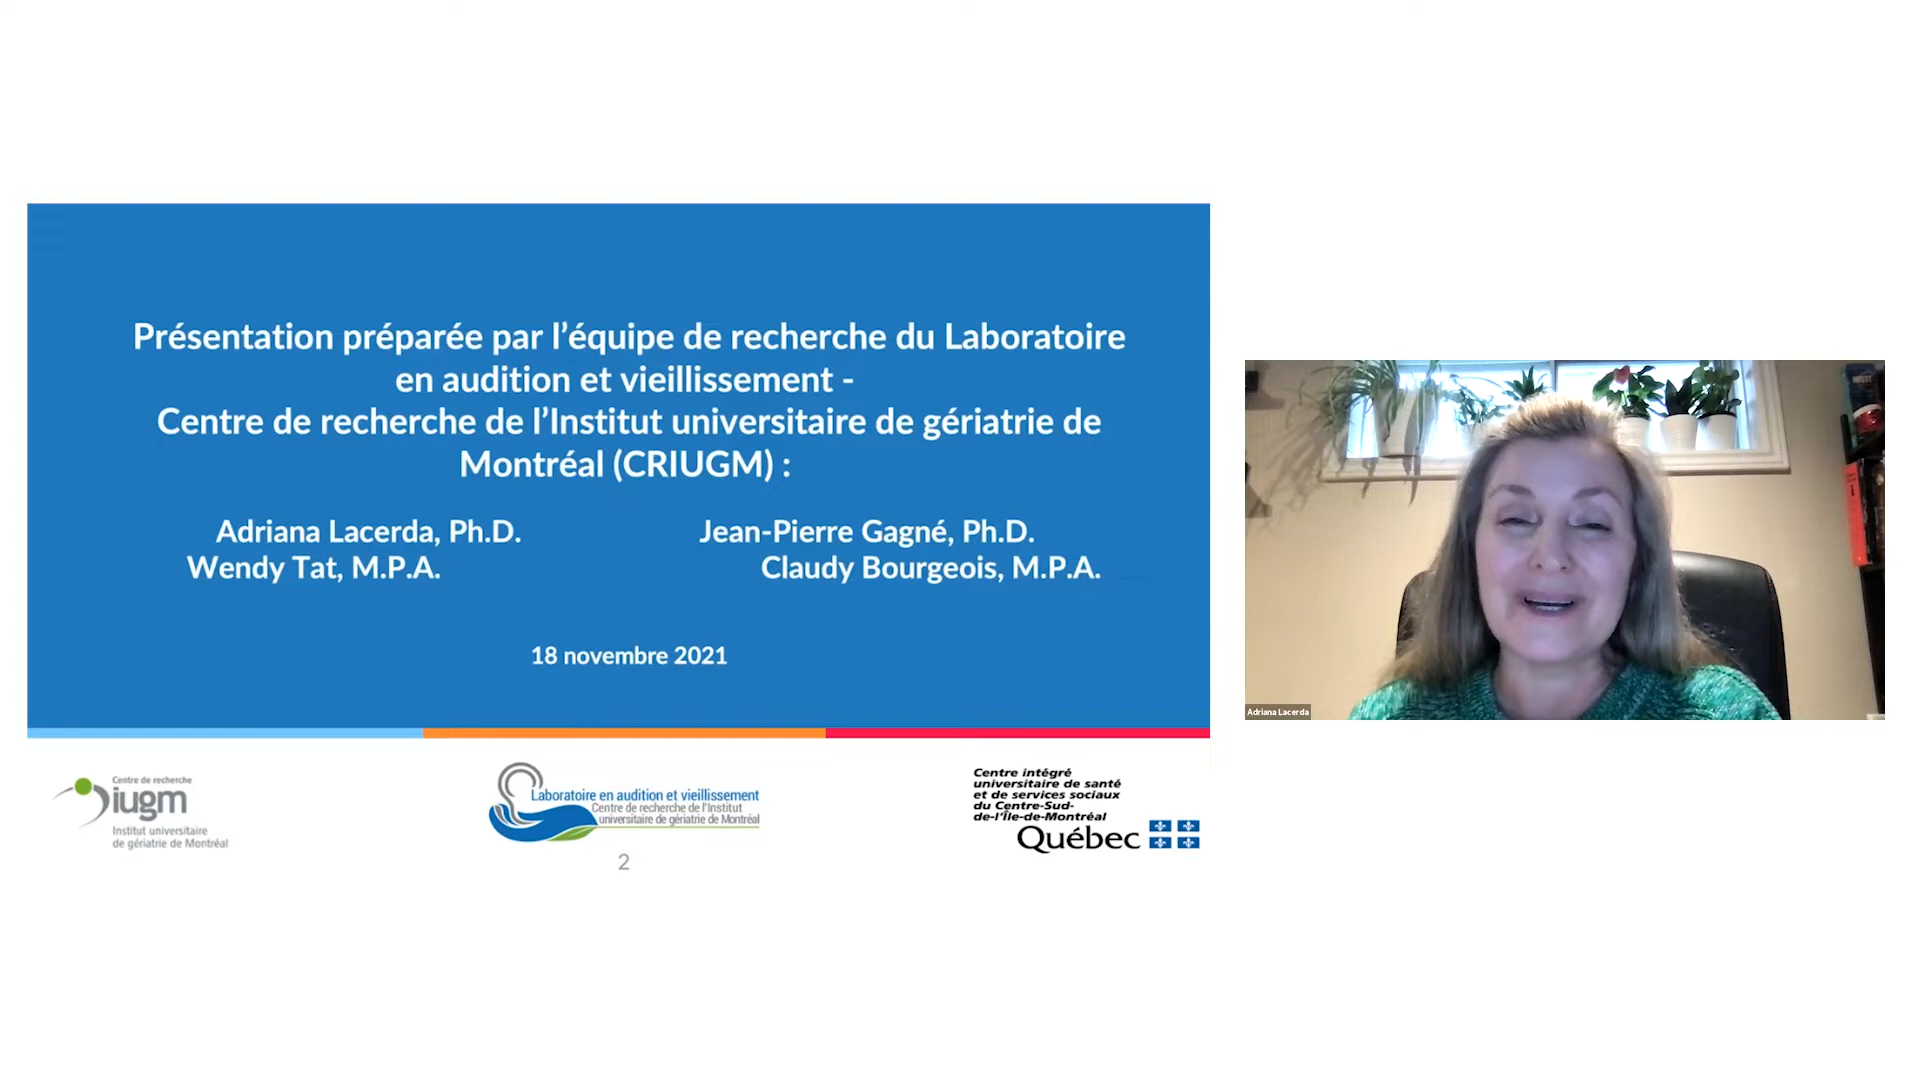 Présentation préparée par l’équipe de recherche du Laboratoire
en audition et vieillissement -
Centre de recherche de l’Institut universitaire de gériatrie de
Montréal (CRIUGM) :
Adriana Lacerda, Ph.D. Jean-Pierre Gagné, Ph.D.
Wendy Tat, M.P.A. Claudy Bourgeois, M.P.A.
18 novembre 2021
Centre de recherche
iugm
Institut universitaire
de gériatrie de Montréal
Laboratoire en audition et vieillissement
Centre de recherche de l'Institut
universitaire de gériatrie de Montréal
2
Centre intégré
universitaire de santé
et de services sociaux
du Centre-Sud-
de-l'Île-de-Montréal
Québec
Adriana Lacerda